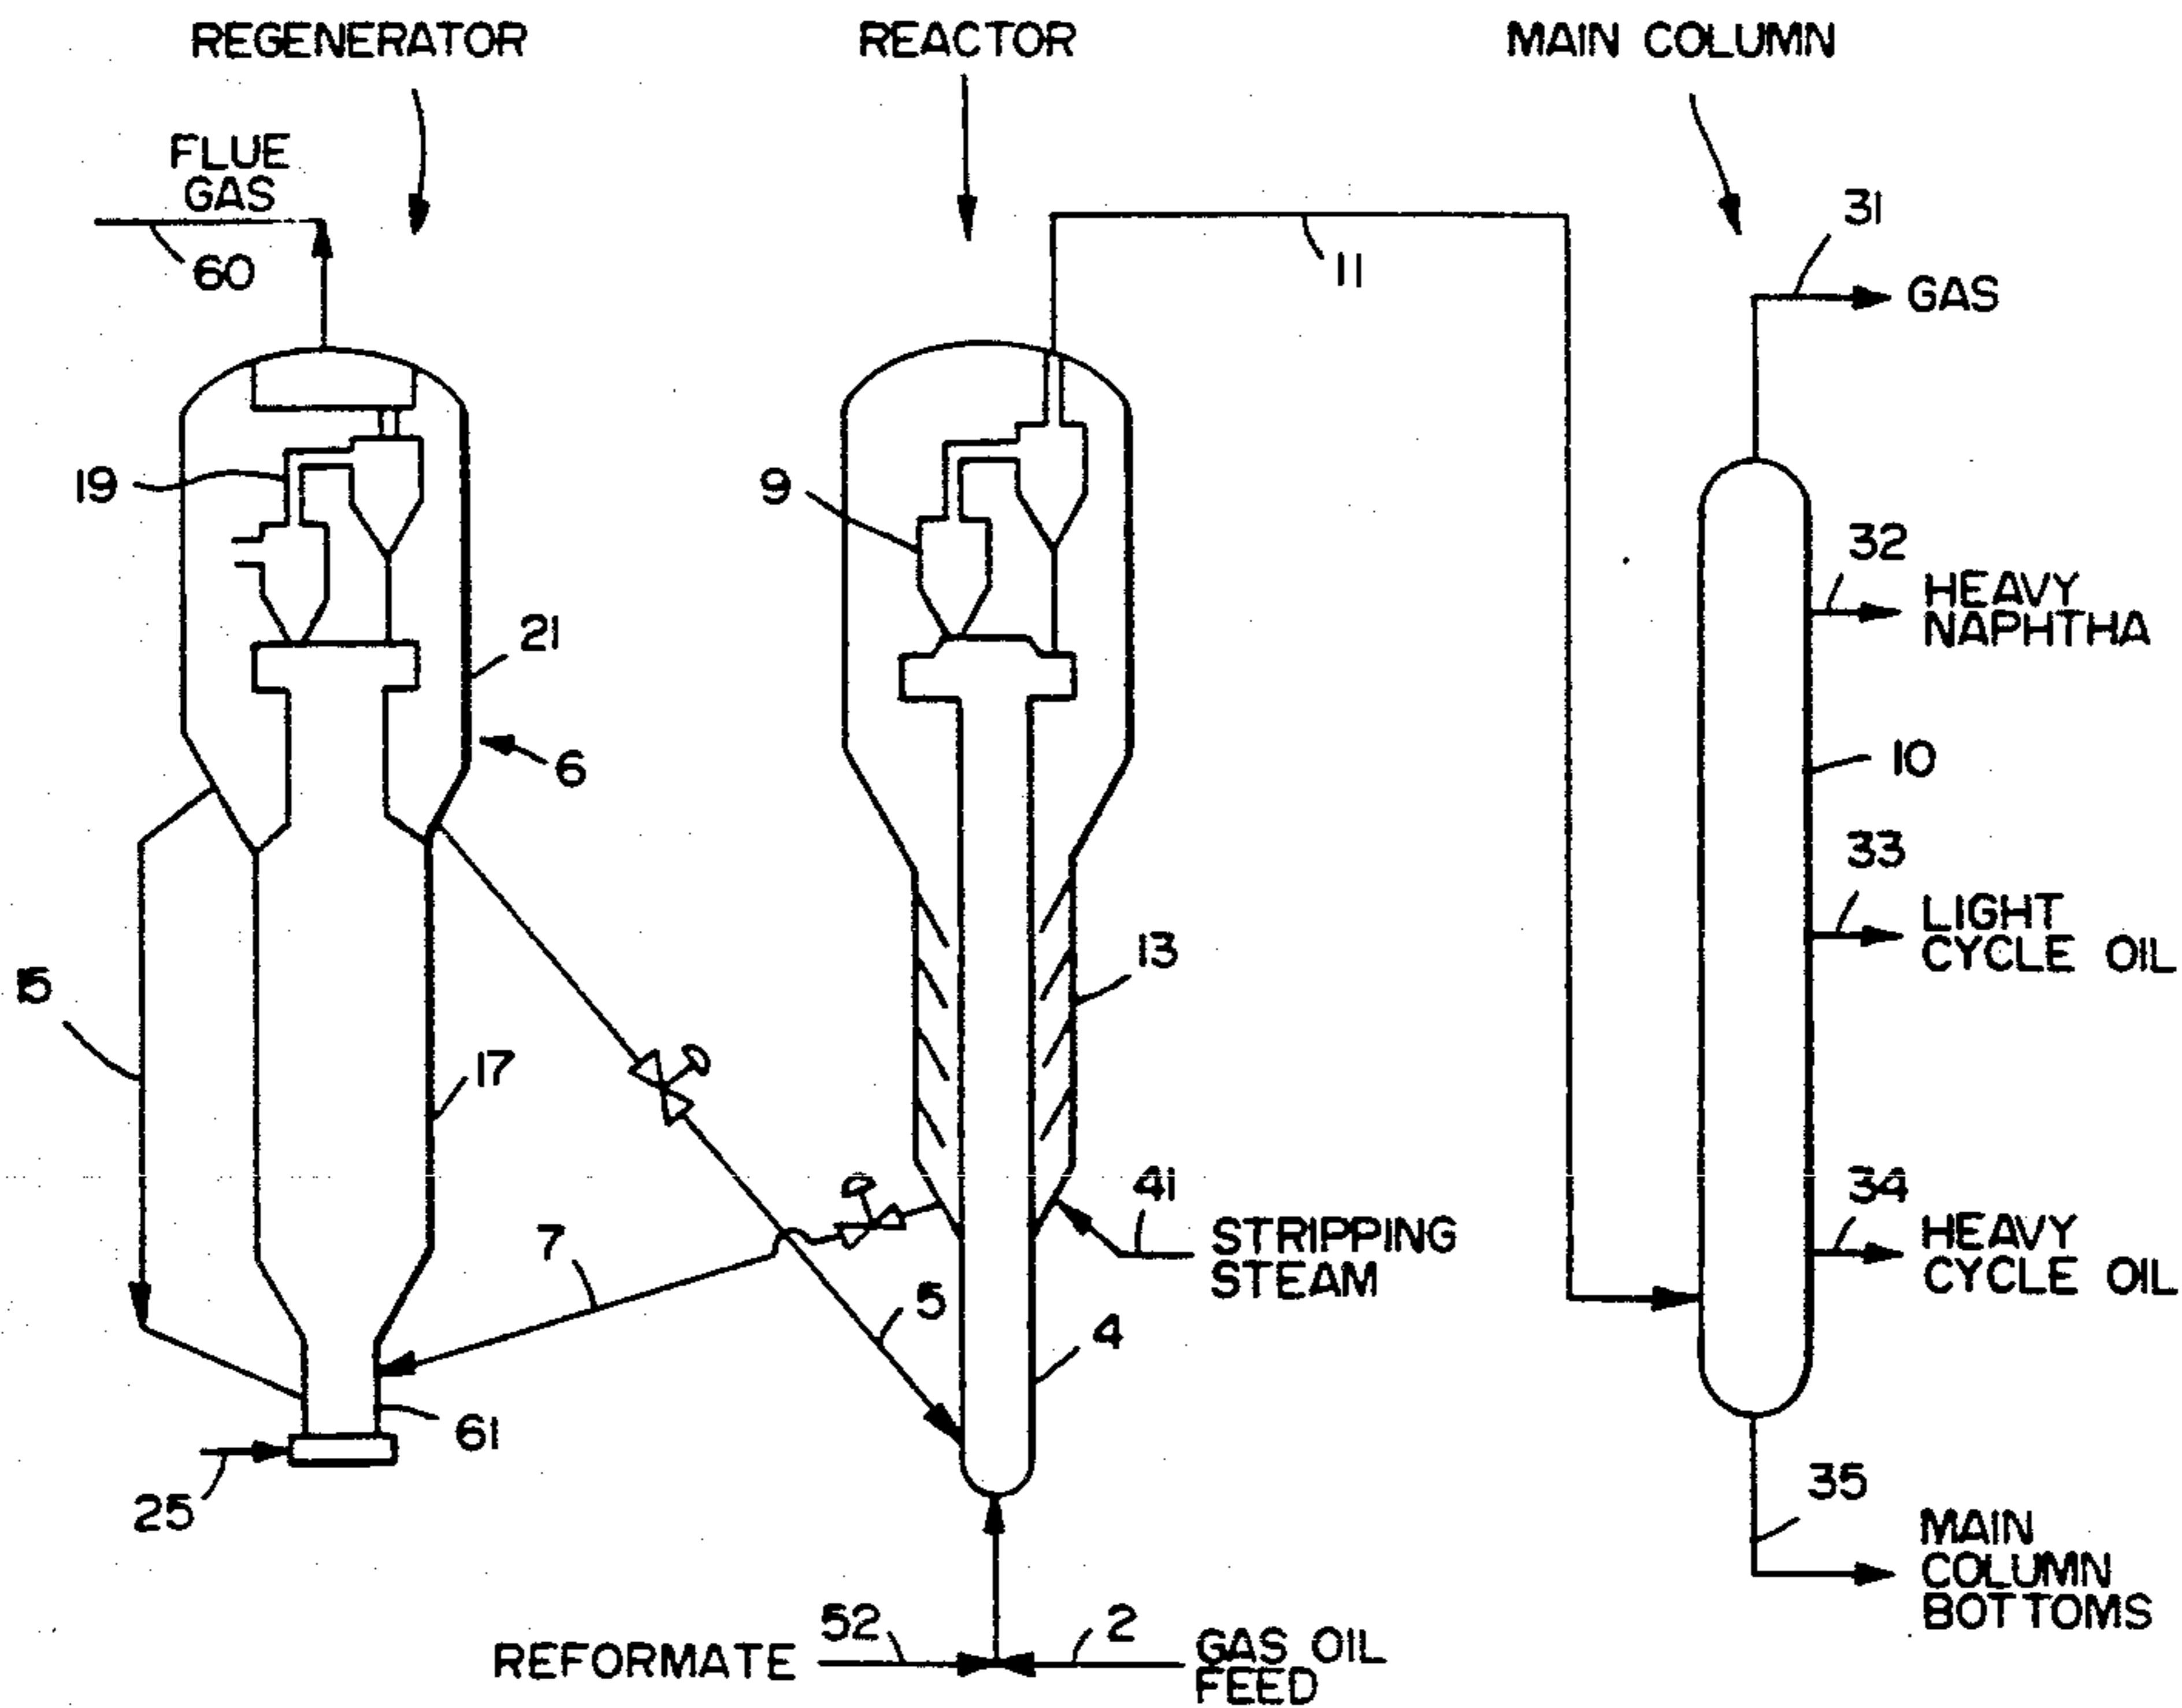 REGENERATOR
REACTOR
MAIN COLUMN
FLUE
GAS
60
31
11
GAS
19
9
32
HEAVY
NAPHTHA
21
6
10
33
LIGHT
CYCLE OIL
15
13
17
34
HEAVY
CYCLE OIL
41
STRIPPING
STEAM
7
5
4
61
25
35
MAIN
COLUMN
BOTTOMS
REFORMATE
52
2
GAS OIL
FEED